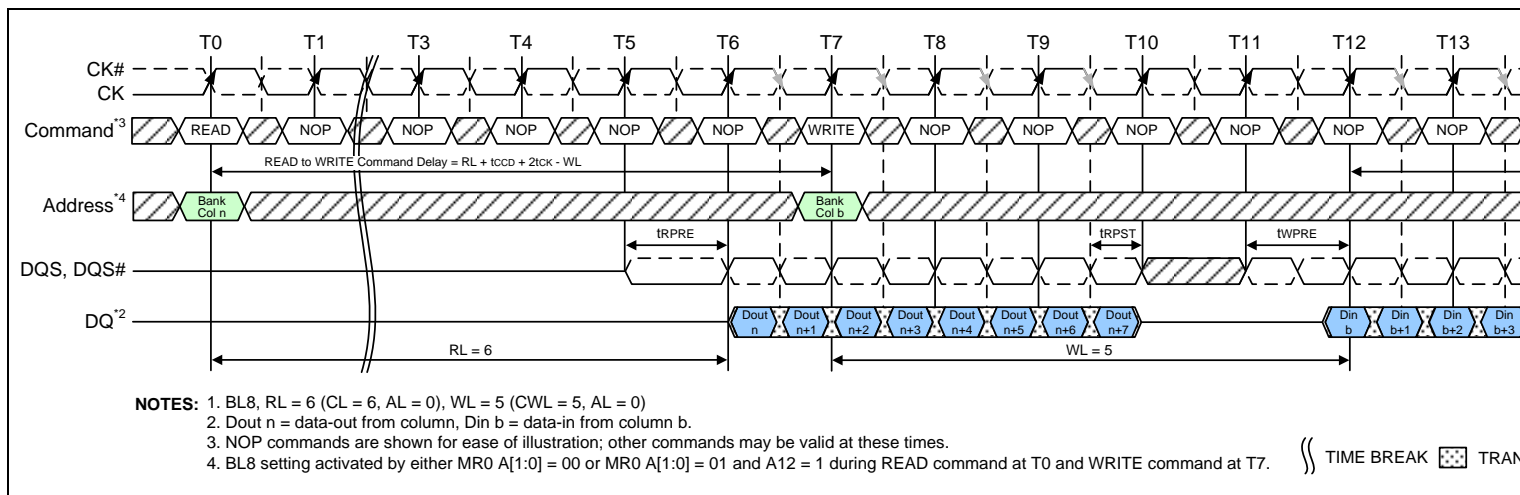 T0 T1 T3 T4 T5 T6 T7 T8 T9 T10 T11 T12 T13
CK#
CK
Command*3 READ NOP NOP NOP NOP NOP WRITE NOP NOP NOP NOP NOP NOP
READ to WRITE Command Delay = RL + tCCD + 2tCK - WL
Address*4 Bank Col n Bank Col b
tRPRE tRPST tWPRE
DQS, DQS#
DQ*2 Dout n Dout n+1 Dout n+2 Dout n+3 Dout n+4 Dout n+5 Dout n+6 Dout n+7 Din b Din b+1 Din b+2 Din b+3
RL = 6 WL = 5
NOTES: 1. BL8, RL = 6 (CL = 6, AL = 0), WL = 5 (CWL = 5, AL = 0)
2. Dout n = data-out from column, Din b = data-in from column b.
3. NOP commands are shown for ease of illustration; other commands may be valid at these times.
4. BL8 setting activated by either MR0 A[1:0] = 00 or MR0 A[1:0] = 01 and A12 = 1 during READ command at T0 and WRITE command at T7. TIME BREAK TRAN